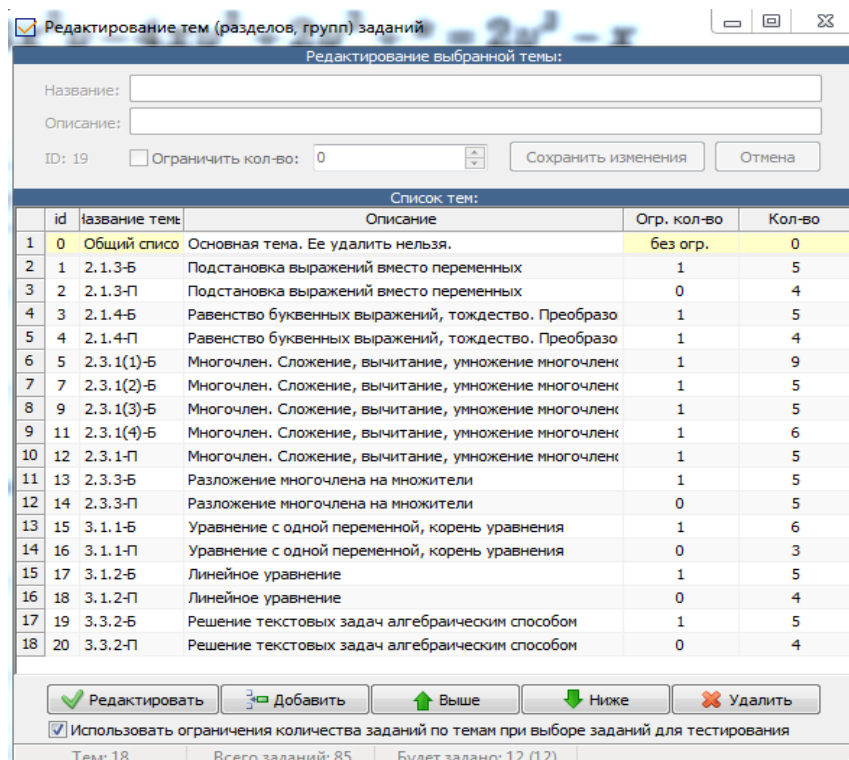 Редактирование тем (разделов, групп) заданий
Редактирование выбранной темы:
Название:
Описание:
ID: 19 Ограничить кол-во: 0 Сохранить изменения Отмена
Список тем:
id Название темь Описание Огр. кол-во Кол-во
1 0 Общий списо Основная тема. Ее удалить нельзя. без огр. 0
2 1 2.1.3-Б Подстановка выражений вместо переменных 1 5
3 2 2.1.3-П Подстановка выражений вместо переменных 0 4
4 3 2.1.4-Б Равенство буквенных выражений, тождество. Преобразо 1 5
5 4 2.1.4-П Равенство буквенных выражений, тождество. Преобразо 1 4
6 5 2.3.1(1)-Б Многочлен. Сложение, вычитание, умножение многочлено 1 9
7 7 2.3.1(2)-Б Многочлен. Сложение, вычитание, умножение многочлено 1 5
8 9 2.3.1(3)-Б Многочлен. Сложение, вычитание, умножение многочлено 1 5
9 11 2.3.1(4)-Б Многочлен. Сложение, вычитание, умножение многочлено 1 6
10 12 2.3.1-П Многочлен. Сложение, вычитание, умножение многочлено 1 5
11 13 2.3.3-Б Разложение многочлена на множители 1 5
12 14 2.3.3-П Разложение многочлена на множители 0 5
13 15 3.1.1-Б Уравнение с одной переменной, корень уравнения 1 6
14 16 3.1.1-П Уравнение с одной переменной, корень уравнения 0 3
15 17 3.1.2-Б Линейное уравнение 1 5
16 18 3.1.2-П Линейное уравнение 0 4
17 19 3.3.2-Б Решение текстовых задач алгебраическим способом 1 5
18 20 3.3.2-П Решение текстовых задач алгебраическим способом 0 4
Редактировать Добавить Выше Ниже Удалить
Использовать ограничения количества заданий по темам при выборе заданий для тестирования
Тем: 18 Всего заданий: 85 Будет задано: 12 (12)